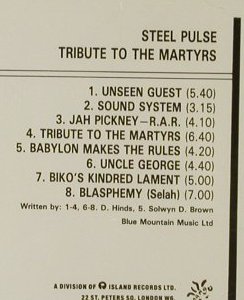 STEEL PULSE
TRIBUTE TO THE MARTYRS
1. UNSEEN GUEST (5.40)
2. SOUND SYSTEM (3.15)
3. JAH PICKNEY—R.A.R. (4.10)
4. TRIBUTE TO THE MARTYRS (6.40)
5. BABYLON MAKES THE RULES (4.20)
6. UNCLE GEORGE (4.40)
7. BIKO'S KINDRED LAMENT (5.00)
8. BLASPHEMY (Selah) (7.00)
Written by: 1-4, 6-8. D. Hinds, 5. Solwyn D. Brown
Blue Mountain Music Ltd
A DIVISION OF ISLAND RECORDS LTD.
22 ST. PETERS SQ, LONDON W6